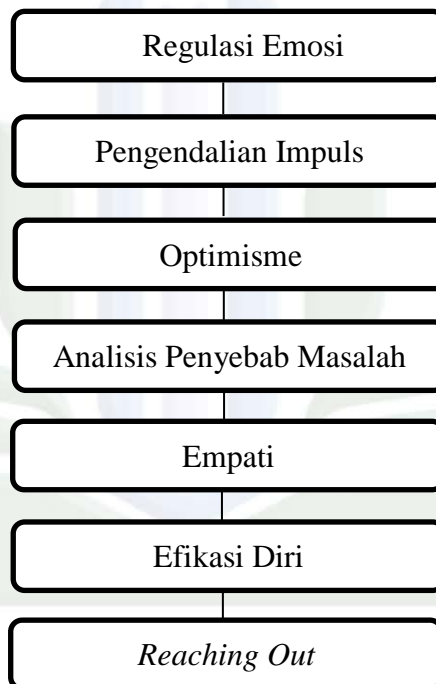 Regulasi Emosi
Pengendalian Impuls
Optimisme
Analisis Penyebab Masalah
Empati
Efikasi Diri
Reaching Out